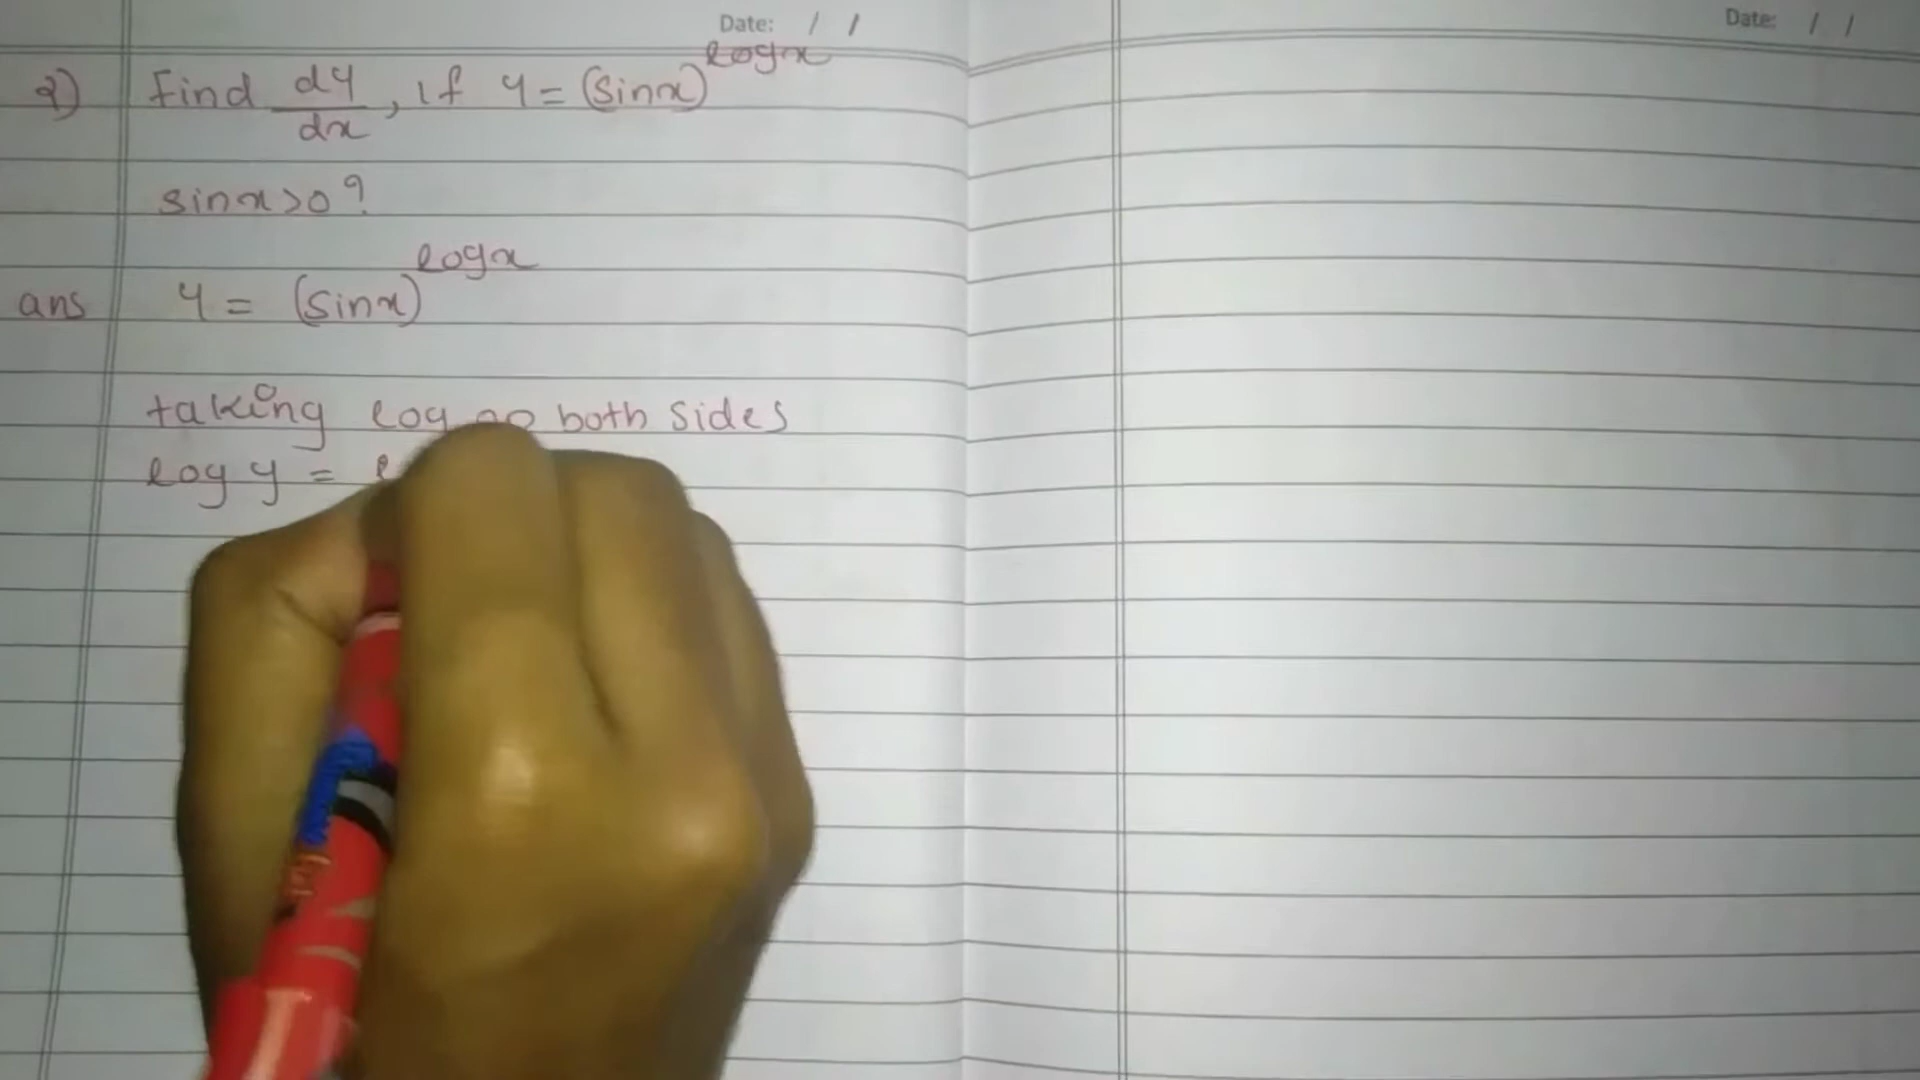 Date: / /
Date: / /
2) Find dy/dx, if y = (sinx)^logx
sinx>0?
ans y = (sinx)^logx
taking log on both sides
log y =